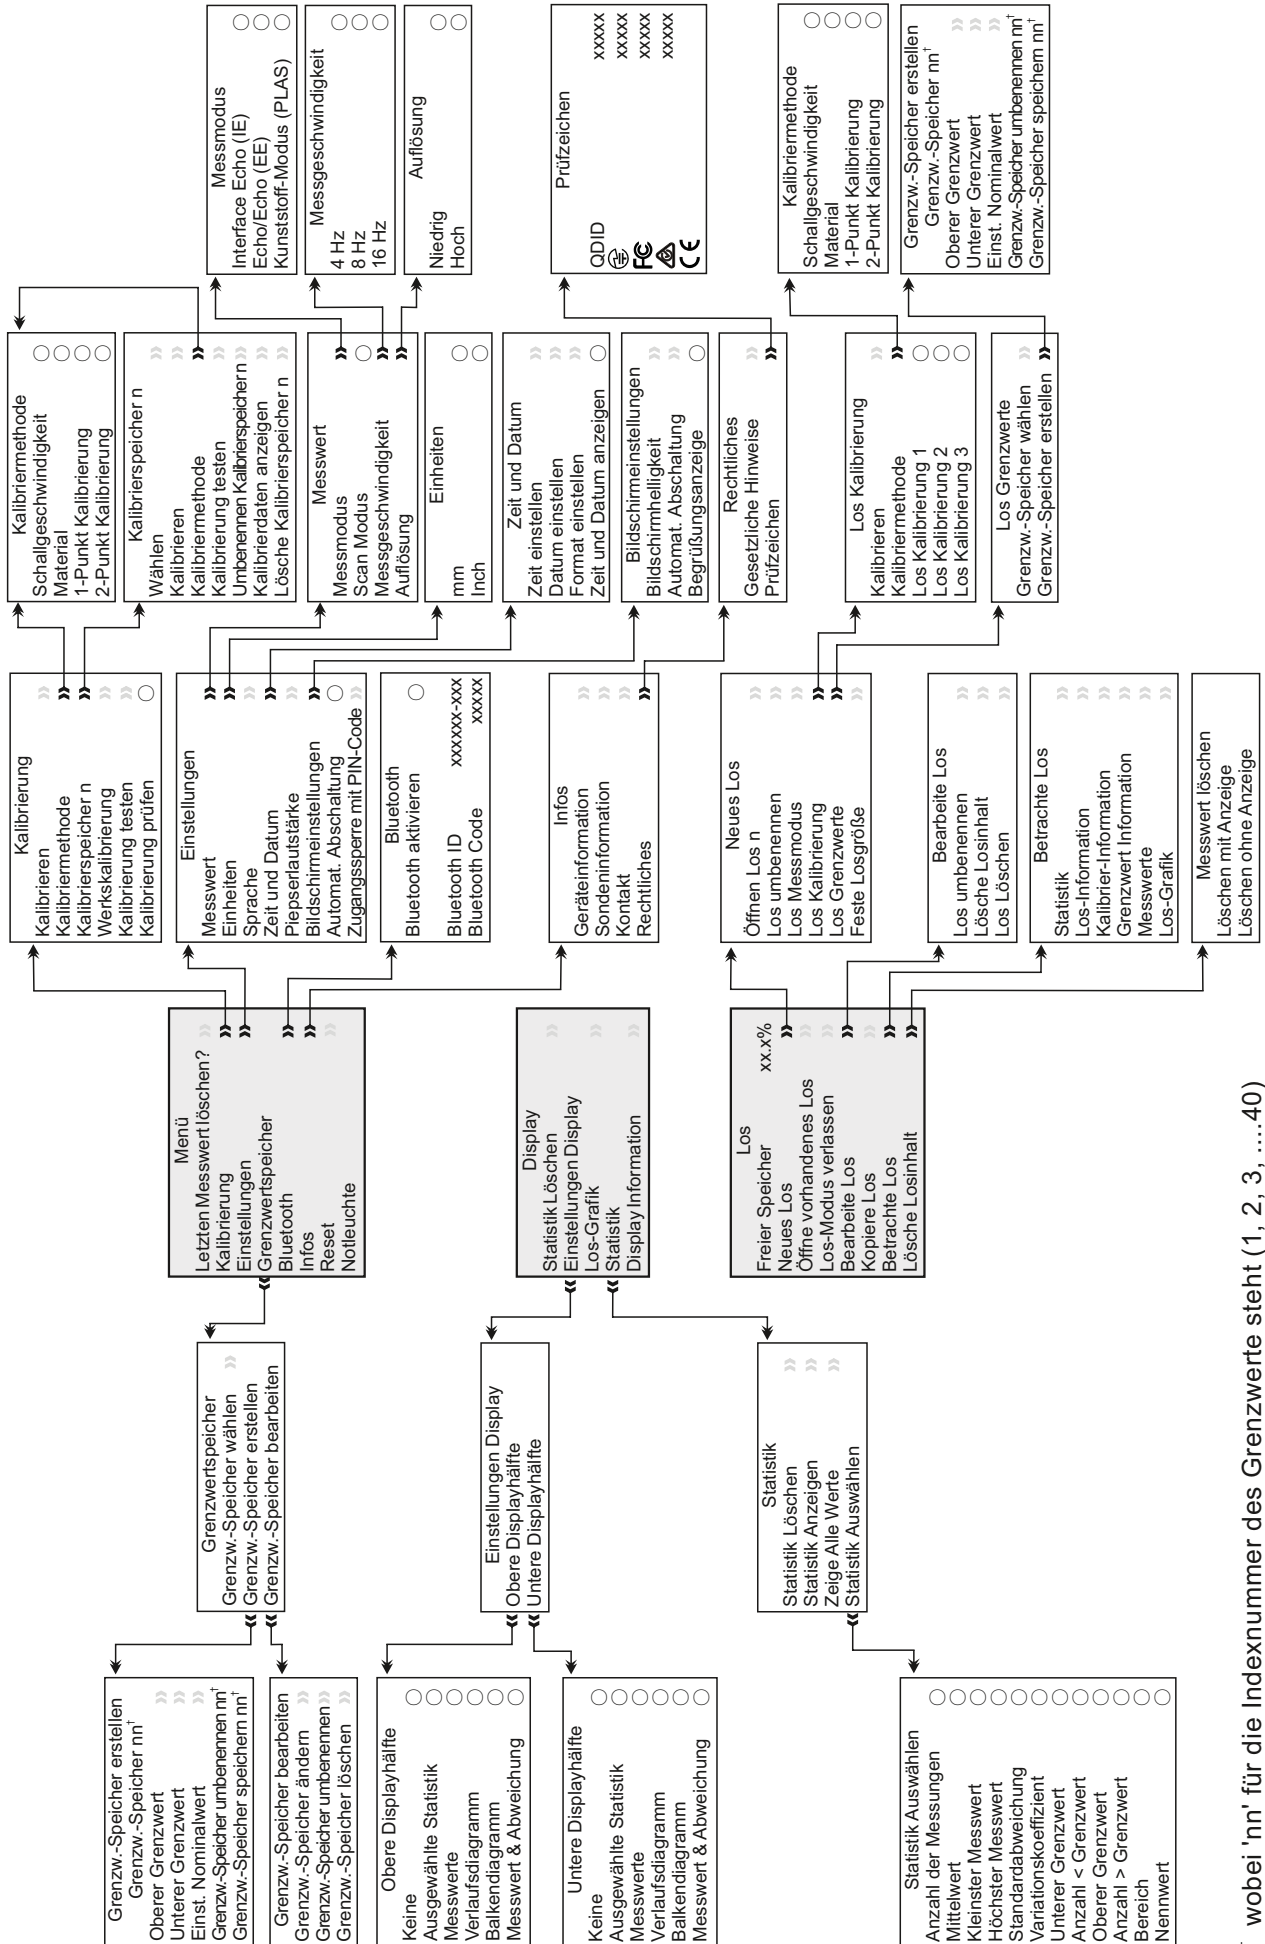 Grenzw.-Speicher erstellen
Grenzw.-Speicher nn†
Oberer Grenzwert »
Unterer Grenzwert »
Einst. Nominalwert »
Grenzw.-Speicher umbenennen nn†
Grenzw.-Speicher speichern nn†
Grenzw.-Speicher bearbeiten
Grenzw.-Speicher ändern »
Grenzw.-Speicher umbenennen »
Grenzw.-Speicher löschen »
Obere Displayhälfte
Keine
Ausgewählte Statistik
Messwerte
Verlaufsdiagramm
Balkendiagramm
Messwert & Abweichung
Untere Displayhälfte
Keine
Ausgewählte Statistik
Messwerte
Verlaufsdiagramm
Balkendiagramm
Messwert & Abweichung
Statistik Auswählen
Anzahl der Messungen
Mittelwert
Kleinster Messwert
Höchster Messwert
Standardabweichung
Variationskoeffizient
Unterer Grenzwert
Anzahl < Grenzwert
Oberer Grenzwert
Anzahl > Grenzwert
Bereich
Nennwert
Grenzwertspeicher
Grenzw.-Speicher wählen »
Grenzw.-Speicher erstellen
Grenzw.-Speicher bearbeiten
Einstellungen Display
Obere Displayhälfte
Untere Displayhälfte
Statistik
Statistik Löschen »
Statistik Anzeigen »
Zeige Alle Werte »
Statistik Auswählen
Menü
Letzten Messwert löschen? »
Kalibrierung »
Einstellungen »
Grenzwertspeicher
Bluetooth »
Infos »
Reset »
Notleuchte
Display
Statistik Löschen »
Einstellungen Display
Los-Grafik »
Statistik
Display Information »
Los
Freier Speicher xx.x%
Neues Los »
Öffne vorhandenes Los »
Los-Modus verlassen »
Bearbeite Los »
Kopiere Los »
Betrachte Los »
Lösche Losinhalt »
Kalibrierung
Kalibrieren »
Kalibriermethode »
Kalibrierspeicher n »
Werkskalibrierung »
Kalibrierung testen »
Kalibrierung prüfen
Einstellungen
Messwert »
Einheiten »
Sprache »
Zeit und Datum »
Piepserlautstärke »
Bildschirmeinstellungen »
Automat. Abschaltung
Zugangssperre mit PIN-Code »
Bluetooth
Bluetooth aktivieren
Bluetooth ID xxxxxx-xxx
Bluetooth Code xxxxx
Infos
Geräteinformation »
Sondeninformation »
Kontakt »
Rechtliches »
Neues Los
Öffnen Los n »
Los umbenennen »
Los Messmodus »
Los Kalibrierung »
Los Grenzwerte »
Feste Losgröße »
Bearbeite Los
Los umbenennen »
Lösche Losinhalt »
Los Löschen »
Betrachte Los
Statistik »
Los-Information »
Kalibrier-Information »
Grenzwert Information »
Messwerte »
Los-Grafik »
Messwert löschen
Löschen mit Anzeige
Löschen ohne Anzeige
Kalibriermethode
Schallgeschwindigkeit
Material
1-Punkt Kalibrierung
2-Punkt Kalibrierung
Kalibrierspeicher n
Wählen »
Kalibrieren »
Kalibriermethode »
Kalibrierung testen »
Umbenennen Kalibrierspeicher n »
Kalibrierdaten anzeigen »
Lösche Kalibrierspeicher n »
Messwert
Messmodus »
Scan Modus
Messgeschwindigkeit »
Auflösung »
Einheiten
mm
Inch
Zeit und Datum
Zeit einstellen »
Datum einstellen »
Format einstellen »
Zeit und Datum anzeigen
Bildschirmeinstellungen
Bildschirmhelligkeit »
Automat. Abschaltung »
Begrüßungsanzeige
Rechtliches
Gesetzliche Hinweise »
Prüfzeichen »
Los Kalibrierung
Kalibrieren »
Kalibriermethode »
Los Kalibrierung 1
Los Kalibrierung 2
Los Kalibrierung 3
Los Grenzwerte
Grenzw.-Speicher wählen »
Grenzw.-Speicher erstellen »
Messmodus
Interface Echo (IE)
Echo/Echo (EE)
Kunststoff-Modus (PLAS)
Messgeschwindigkeit
4 Hz
8 Hz
16 Hz
Auflösung
Niedrig
Hoch
Prüfzeichen
QDID xxxxx
xxxxx
FC xxxxx
xxxxx
CE
Kalibriermethode
Schallgeschwindigkeit
Material
1-Punkt Kalibrierung
2-Punkt Kalibrierung
Grenzw.-Speicher erstellen
Grenzw.-Speicher nn†
Oberer Grenzwert »
Unterer Grenzwert »
Einst. Nominalwert »
Grenzw.-Speicher umbenennen nn†
Grenzw.-Speicher speichern nn†
wobei 'nn' für die Indexnummer des Grenzwerte steht (1, 2, 3, ....40)